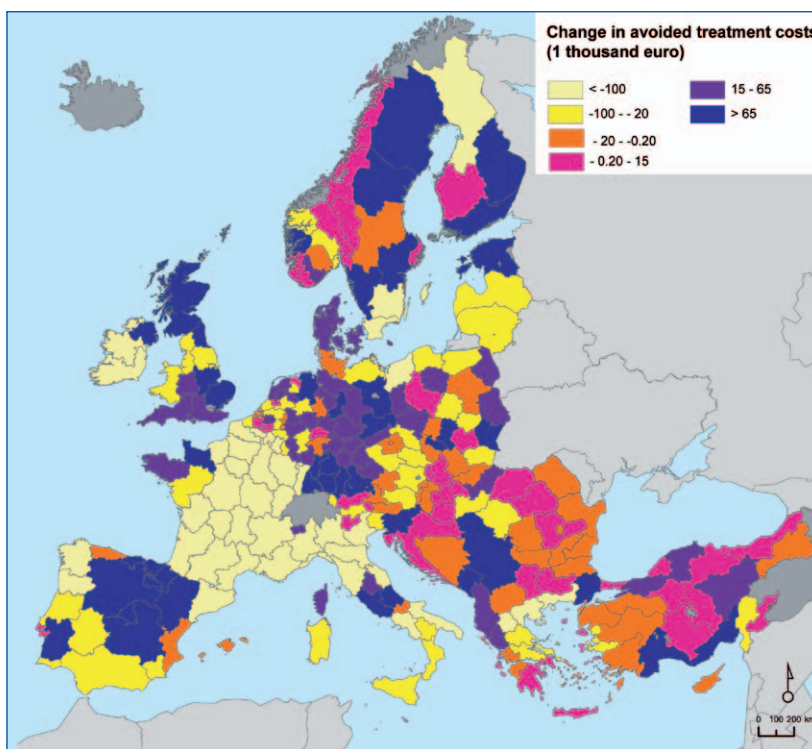 Change in avoided treatment costs
(1 thousand euro)
< -100
-100 - - 20
- 20 - -0.20
- 0.20 - 15
15 - 65
> 65
0 100 200 km